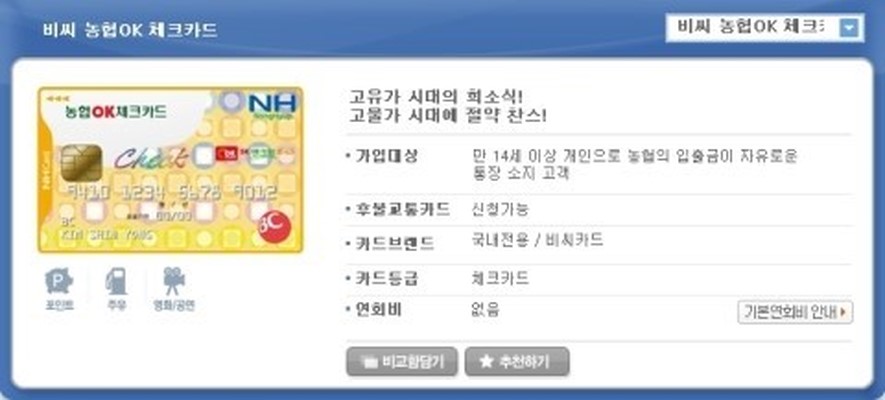 비씨 농협OK 체크카드
비씨 농협OK 체크
농협OK체크카드
NH
Check
9410 1234 5678 9012
00/00
BC
KIM SHIN YONG
BC
포인트
주유
영화/공연
고유가 시대의 희소식!
고물가 시대에 절약 찬스!
가입대상
만 14세 이상 개인으로 농협의 입출금이 자유로운
통장 소지 고객
후불교통카드
신청가능
카드브랜드
국내전용 / 비씨카드
카드등급
체크카드
연회비
없음
기본연회비 안내
비교함담기
추천하기